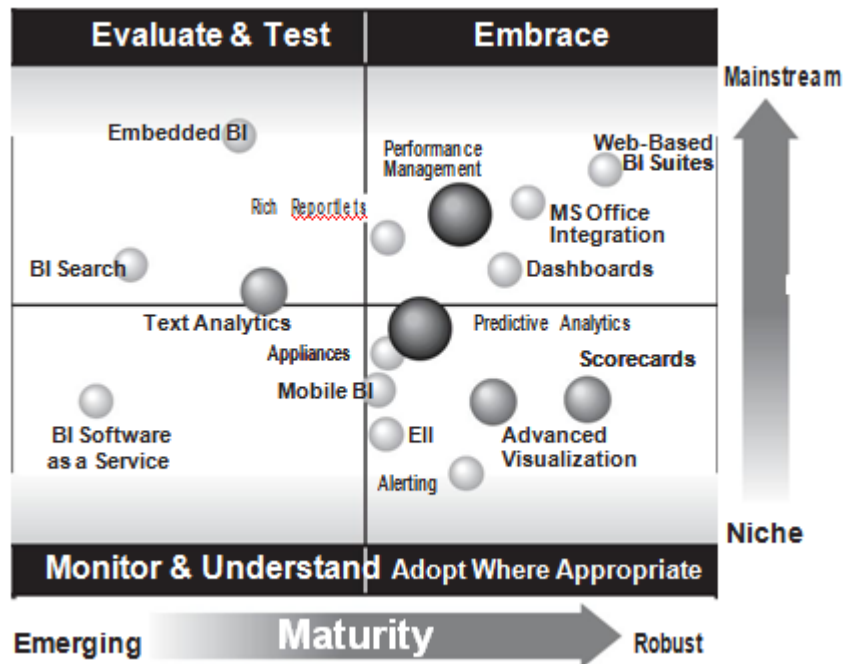 Evaluate & Test
Embrace
Mainstream
Embedded BI
Performance
Management
Web-Based
BI Suites
Rich Reportlets
MS Office
Integration
BI Search
Dashboards
Text Analytics
Predictive Analytics
Appliances
Scorecards
Mobile BI
BI Software
as a Service
EII
Advanced
Visualization
Alerting
Niche
Monitor & Understand
Adopt Where Appropriate
Emerging
Maturity
Robust